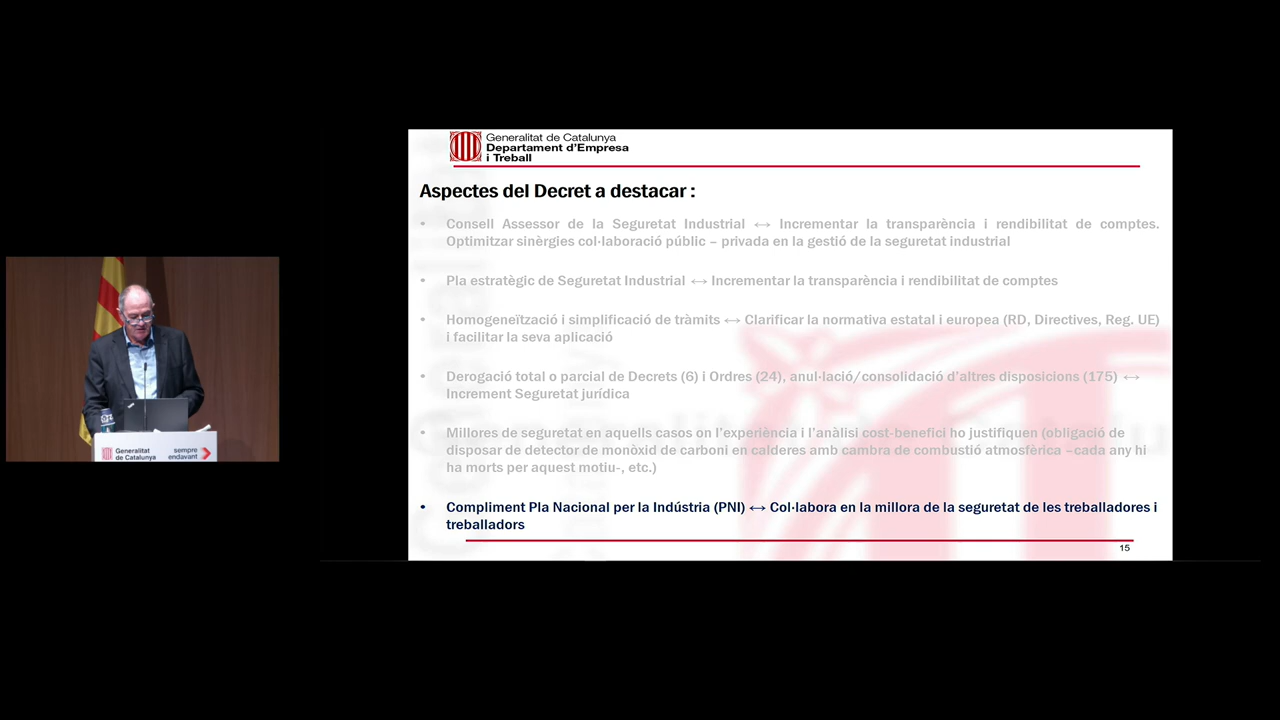 Generalitat de Catalunya
Departament d'Empresa
i Treball
Aspectes del Decret a destacar :
• Consell Assessor de la Seguretat Industrial ↔ Incrementar la transparència i rendibilitat de comptes.
Optimitzar sinèrgies col·laboració públic – privada en la gestió de la seguretat industrial
• Pla estratègic de Seguretat Industrial ↔ Incrementar la transparència i rendibilitat de comptes
• Homogeneïtzació i simplificació de tràmits ↔ Clarificar la normativa estatal i europea (RD, Directives, Reg. UE)
i facilitar la seva aplicació
• Derogació total o parcial de Decrets (6) i Ordres (24), anul·lació/consolidació d'altres disposicions (175) ↔
Increment Seguretat jurídica
• Millores de seguretat en aquells casos on l'experiència i l'anàlisi cost-benefici ho justifiquen (obligació de
disposar de detector de monòxid de carboni en calderes amb cambra de combustió atmosfèrica –cada any hi
ha morts per aquest motiu-, etc.)
• Compliment Pla Nacional per la Indústria (PNI) ↔ Col·labora en la millora de la seguretat de les treballadores i
treballadors
15
Generalitat
de Catalunya
sempre
endavant